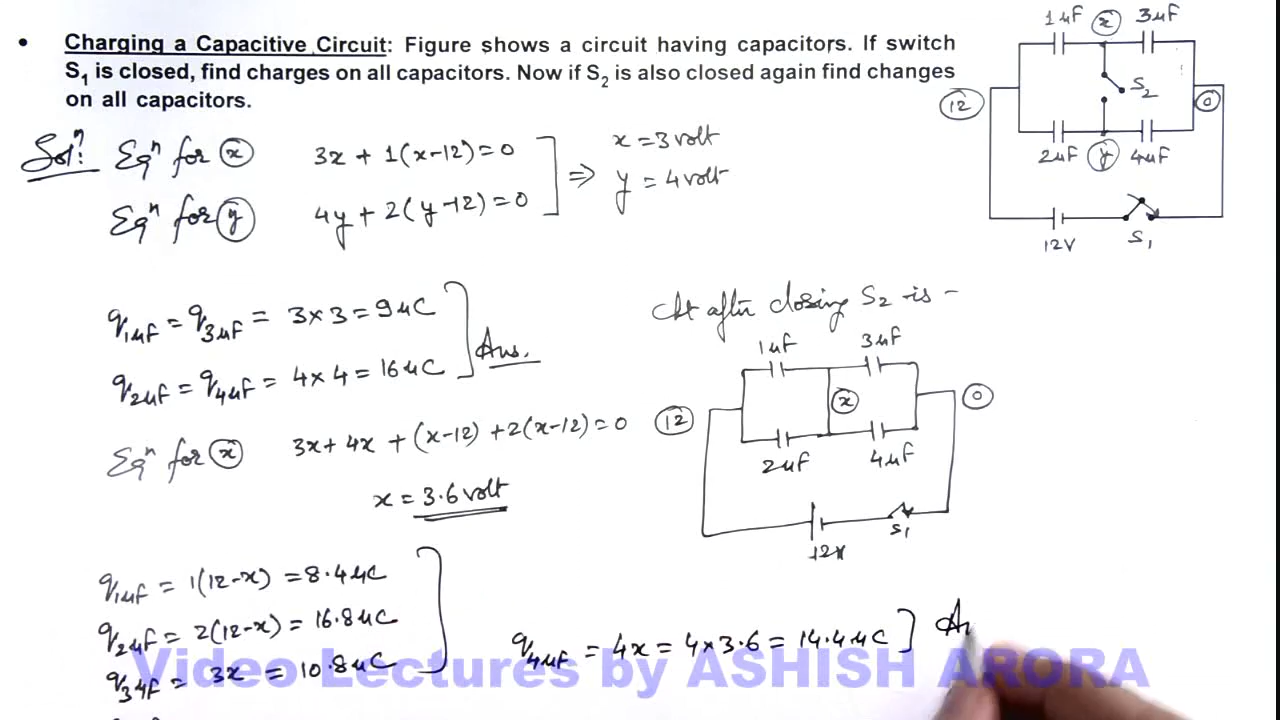 • Charging a Capacitive Circuit: Figure shows a circuit having capacitors. If switch
S₁ is closed, find charges on all capacitors. Now if S₂ is also closed again find changes
on all capacitors.
1μF x 3μF
S₂
12 0
2μF y 4μF
12V S₁
Solⁿ: Eqⁿ for x 3x + 1(x-12) = 0
Eqⁿ for y 4y + 2(y-12) = 0
⇒ x = 3 volt
y = 4 volt
q1μF = q3μF = 3×3 = 9μC
q2μF = q4μF = 4×4 = 16μC
Ans.
Ckt after closing S₂ is -
1μF 3μF
12 x 0
2μF 4μF
12V S₁
Eqⁿ for x 3x + 4x + (x-12) + 2(x-12) = 0
x = 3.6 volt
q1μF = 1(12-x) = 8.4μC
q2μF = 2(12-x) = 16.8μC
q3μF = 3x = 10.8μC
q4μF = 4x = 4×3.6 = 14.4μC
Video Lectures by ASHISH ARORA